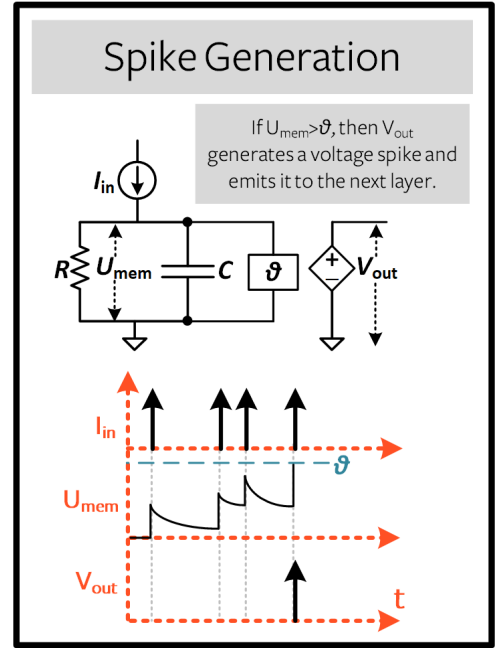 Spike Generation
If Umem>ϑ, then Vout
generates a voltage spike and
emits it to the next layer.
Iin
R
Umem
C
ϑ
+
−
Vout
Iin
ϑ
Umem
Vout
t